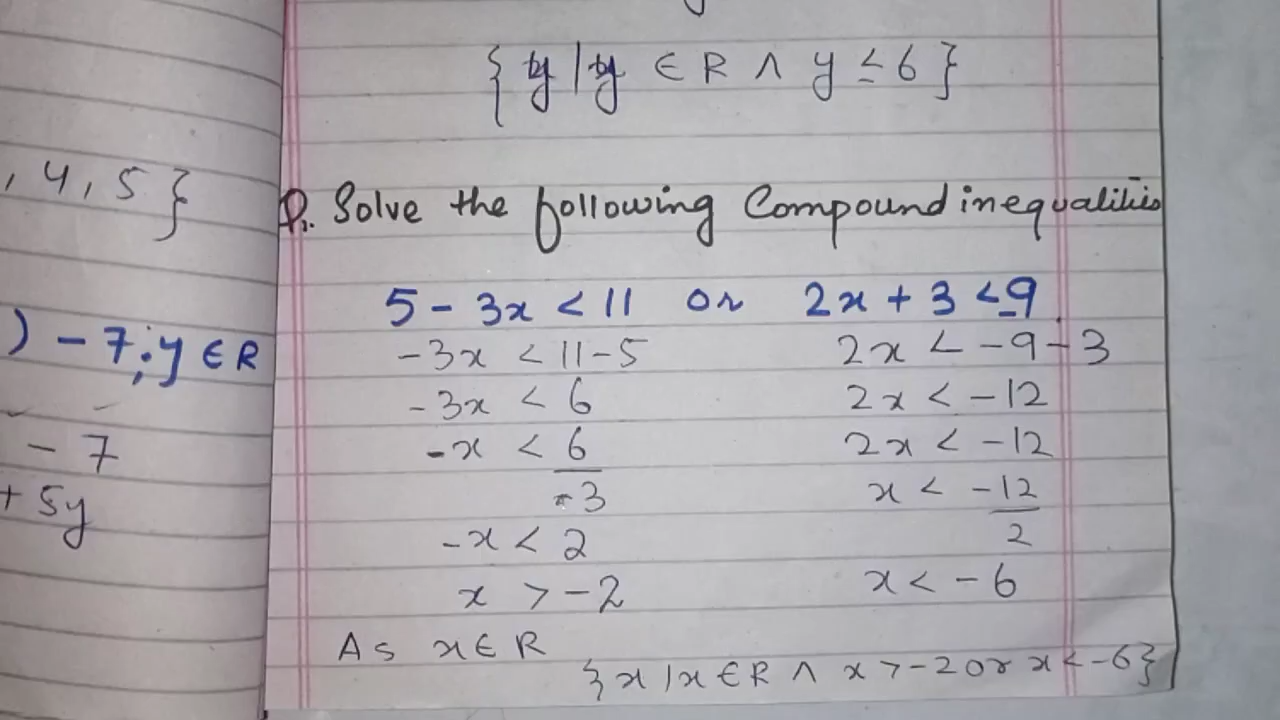 { y | y ∈ R ∧ y ≤ 6 }
, 4, 5 }
Q. Solve the following Compound inequalities
5 - 3x < 11 or 2x + 3 ≤ 9
) - 7; y ∈ R
-3x < 11 - 5 2x < -9 - 3
-3x < 6 2x < -12
- 7
-x < 6/-3 2x < -12
+ 5y
x < -12/2
-x < 2
x > -2 x < -6
As x ∈ R
{ x / x ∈ R ∧ x > -2 or x < -6 }